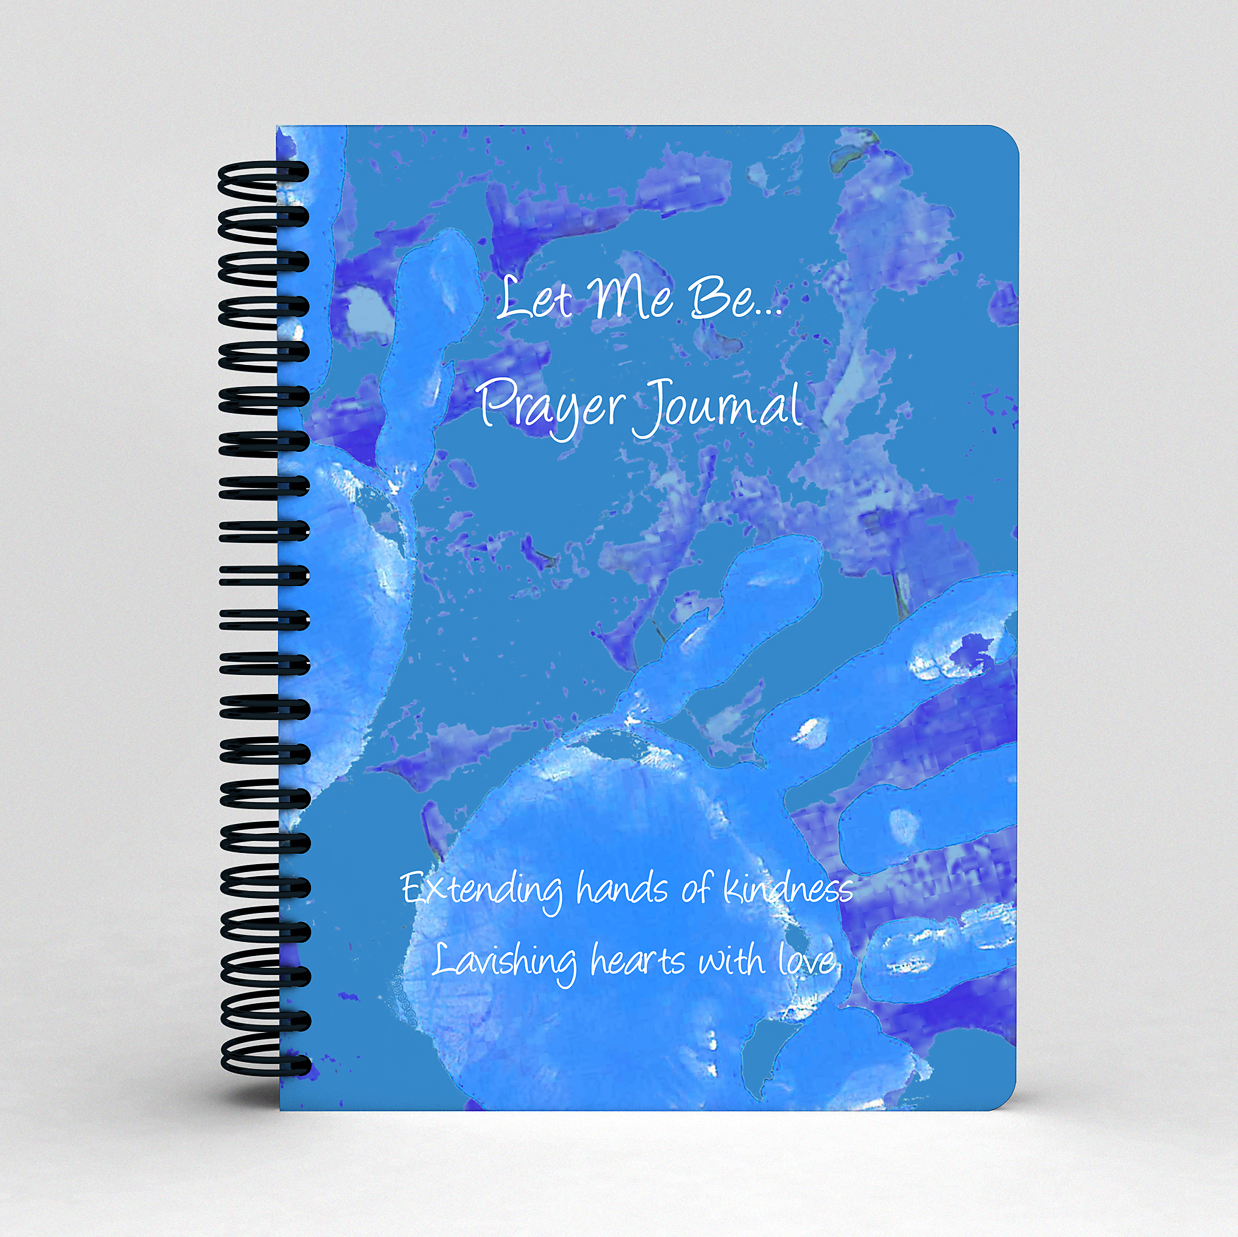 Let Me Be...
Prayer Journal
Extending hands of kindness
Lavishing hearts with love